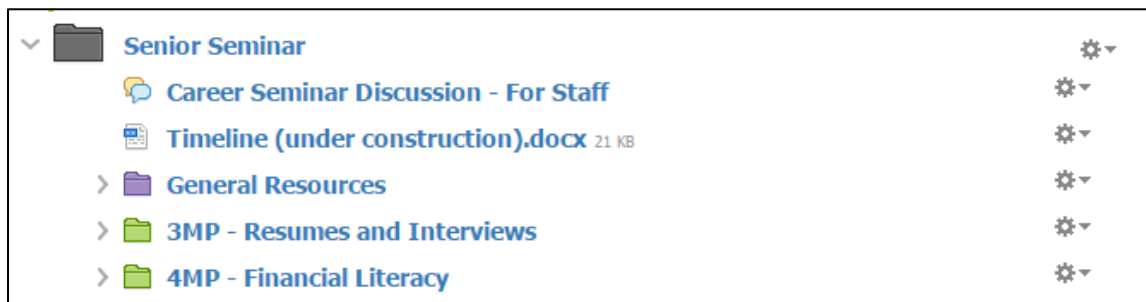 Senior Seminar
Career Seminar Discussion - For Staff
Timeline (under construction).docx 21 KB
General Resources
3MP - Resumes and Interviews
4MP - Financial Literacy